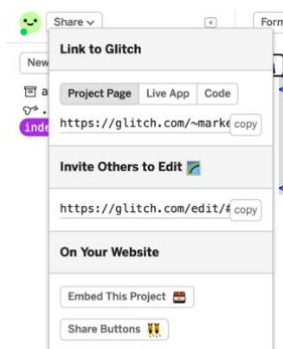 Share
Form
Link to Glitch
New
Project Page Live App Code
https://glitch.com/~marke copy
Invite Others to Edit
https://glitch.com/edit/# copy
On Your Website
Embed This Project
Share Buttons